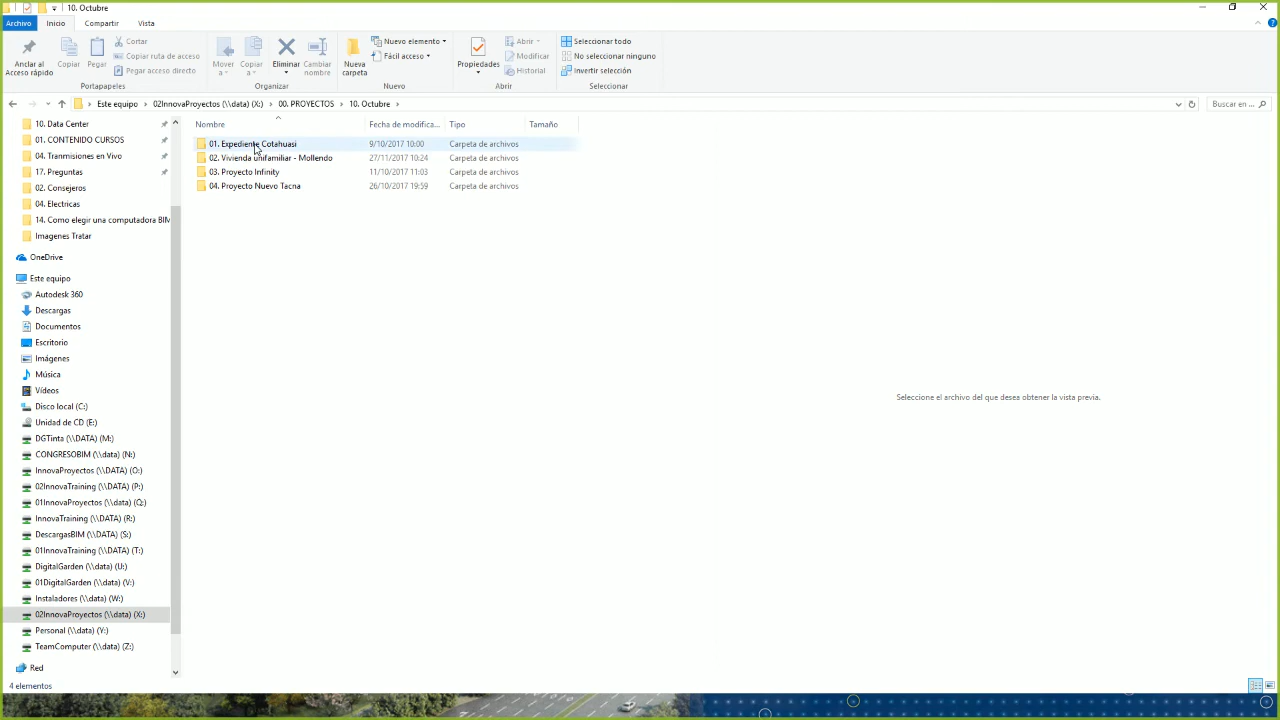 10. Octubre
Archivo Inicio Compartir Vista
Anclar al Acceso rápido
Copiar
Pegar
Cortar
Copiar ruta de acceso
Pegar acceso directo
Portapapeles
Mover a
Copiar a
Eliminar
Cambiar nombre
Organizar
Nueva carpeta
Nuevo elemento
Fácil acceso
Nuevo
Propiedades
Abrir
Modificar
Historial
Abrir
Seleccionar todo
No seleccionar ninguno
Invertir selección
Seleccionar
Este equipo > 02InnovaProyectos (\\data) (X:) > 00. PROYECTOS > 10. Octubre >
Buscar en ...
10. Data Center
01. CONTENIDO CURSOS
04. Tranmisiones en Vivo
17. Preguntas
02. Consejeros
04. Electricas
14. Como elegir una computadora BIM
Imagenes Tratar
OneDrive
Este equipo
Autodesk 360
Descargas
Documentos
Escritorio
Imágenes
Música
Vídeos
Disco local (C:)
Unidad de CD (E:)
DGTinta (\\DATA) (M:)
CONGRESOBIM (\\data) (N:)
InnovaProyectos (\\DATA) (O:)
02InnovaTraining (\\DATA) (P:)
01InnovaProyectos (\\data) (Q:)
InnovaTraining (\\DATA) (R:)
DescargasBIM (\\DATA) (S:)
01InnovaTraining (\\DATA) (T:)
DigitalGarden (\\data) (U:)
01DigitalGarden (\\data) (V:)
Instaladores (\\data) (W:)
02InnovaProyectos (\\data) (X:)
Personal (\\data) (Y:)
TeamComputer (\\data) (Z:)
Red
Nombre Fecha de modifica... Tipo Tamaño
01. Expediente Cotahuasi 9/10/2017 10:00 Carpeta de archivos
02. Vivienda unifamiliar - Mollendo 27/11/2017 10:24 Carpeta de archivos
03. Proyecto Infinity 11/10/2017 11:03 Carpeta de archivos
04. Proyecto Nuevo Tacna 26/10/2017 19:59 Carpeta de archivos
Seleccione el archivo del que desea obtener la vista previa.
4 elementos